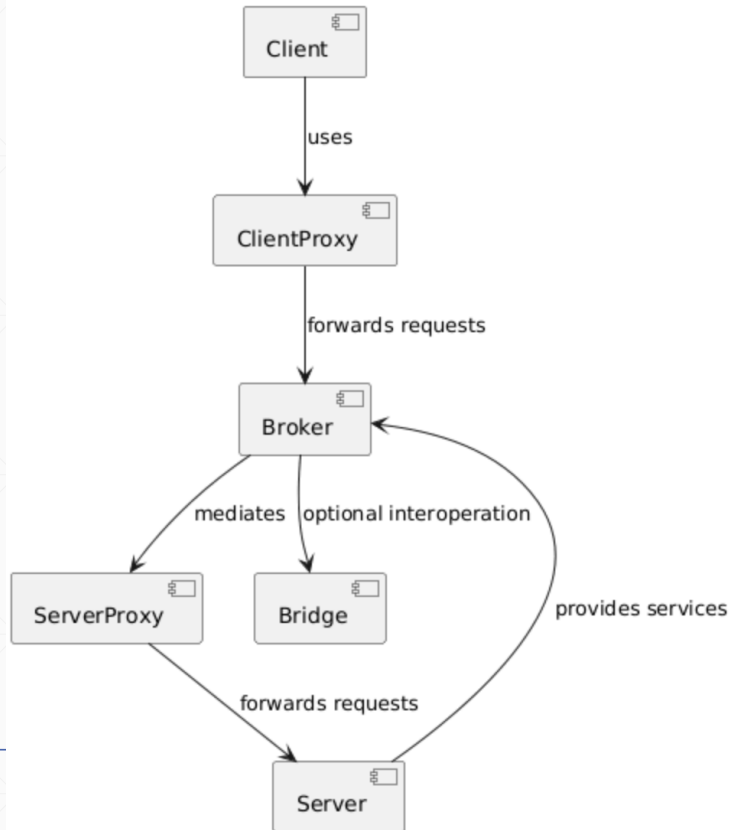 Client
uses
ClientProxy
forwards requests
Broker
mediates
optional interoperation
ServerProxy
Bridge
provides services
forwards requests
Server